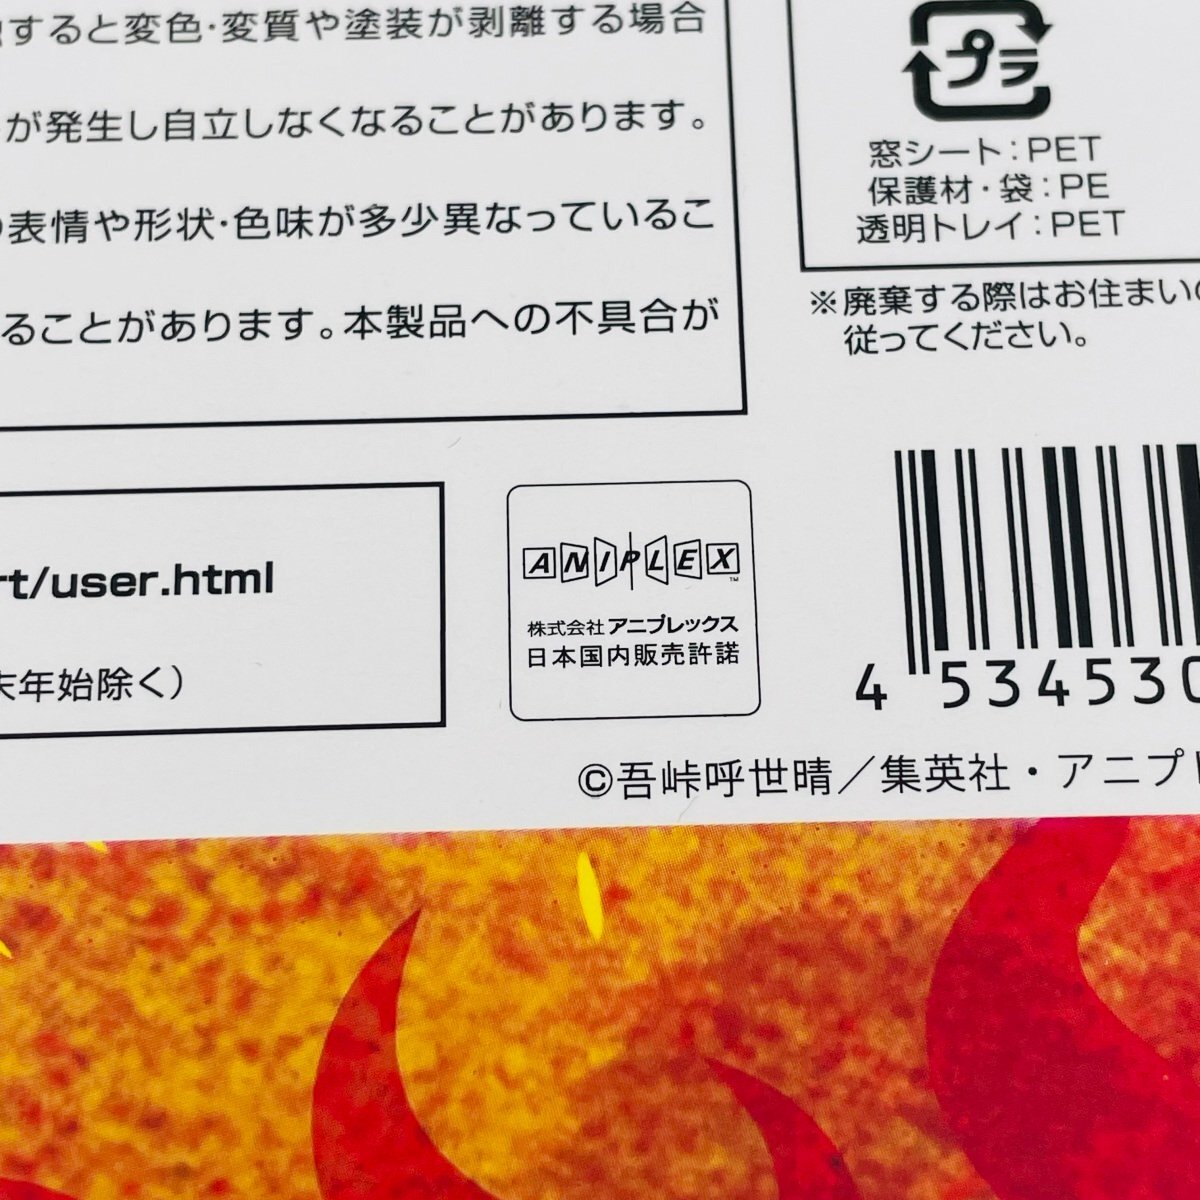 すると変色・変質や塗装が剥離する場合
が発生し自立しなくなることがあります。
表情や形状・色味が多少異なっているこ
ることがあります。本製品への不具合が
プラ
窓シート：PET
保護材・袋：PE
透明トレイ：PET
※廃棄する際はお住まいの
従ってください。
rt/user.html
末年始除く）
ANIPLEX™
株式会社アニプレックス
日本国内販売許諾
4 534530
©吾峠呼世晴／集英社・アニプ